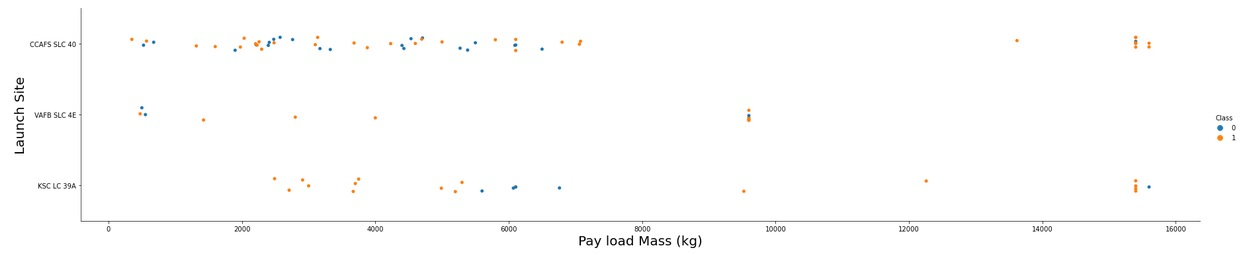 Launch Site
CCAFS SLC 40
VAFB SLC 4E
KSC LC 39A
0 2000 4000 6000 8000 10000 12000 14000 16000
Pay load Mass (kg)
Class
0
1